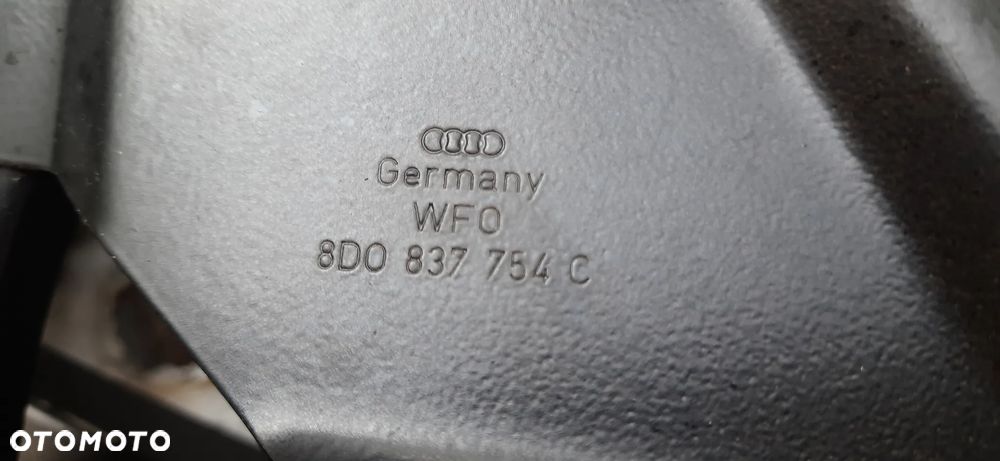 Germany
WFO
8D0 837 754 C
OTOMOTO